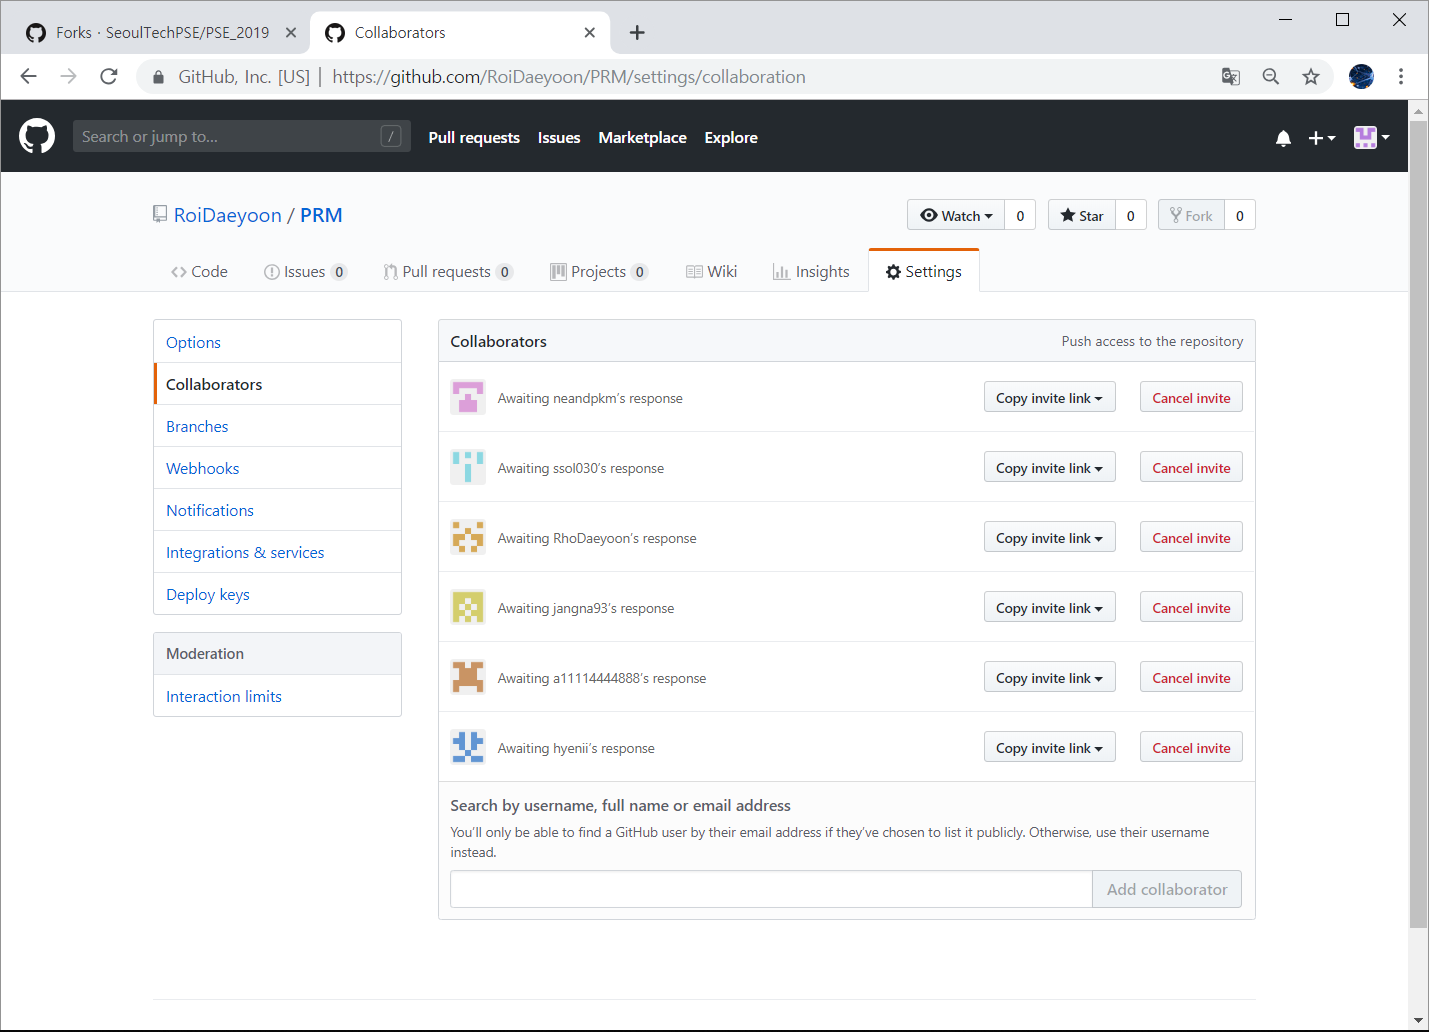 Forks · SeoulTechPSE/PSE_2019
Collaborators
GitHub, Inc. [US] | https://github.com/RoiDaeyoon/PRM/settings/collaboration
Search or jump to... /
Pull requests Issues Marketplace Explore
RoiDaeyoon / PRM
Watch 0 Star 0 Fork 0
Code Issues 0 Pull requests 0 Projects 0 Wiki Insights Settings
Options
Collaborators
Branches
Webhooks
Notifications
Integrations & services
Deploy keys
Moderation
Interaction limits
Collaborators Push access to the repository
Awaiting neandpkm's response Copy invite link Cancel invite
Awaiting ssol030's response Copy invite link Cancel invite
Awaiting RhoDaeyoon's response Copy invite link Cancel invite
Awaiting jangna93's response Copy invite link Cancel invite
Awaiting a11114444888's response Copy invite link Cancel invite
Awaiting hyenii's response Copy invite link Cancel invite
Search by username, full name or email address
You'll only be able to find a GitHub user by their email address if they've chosen to list it publicly. Otherwise, use their username
instead.
Add collaborator